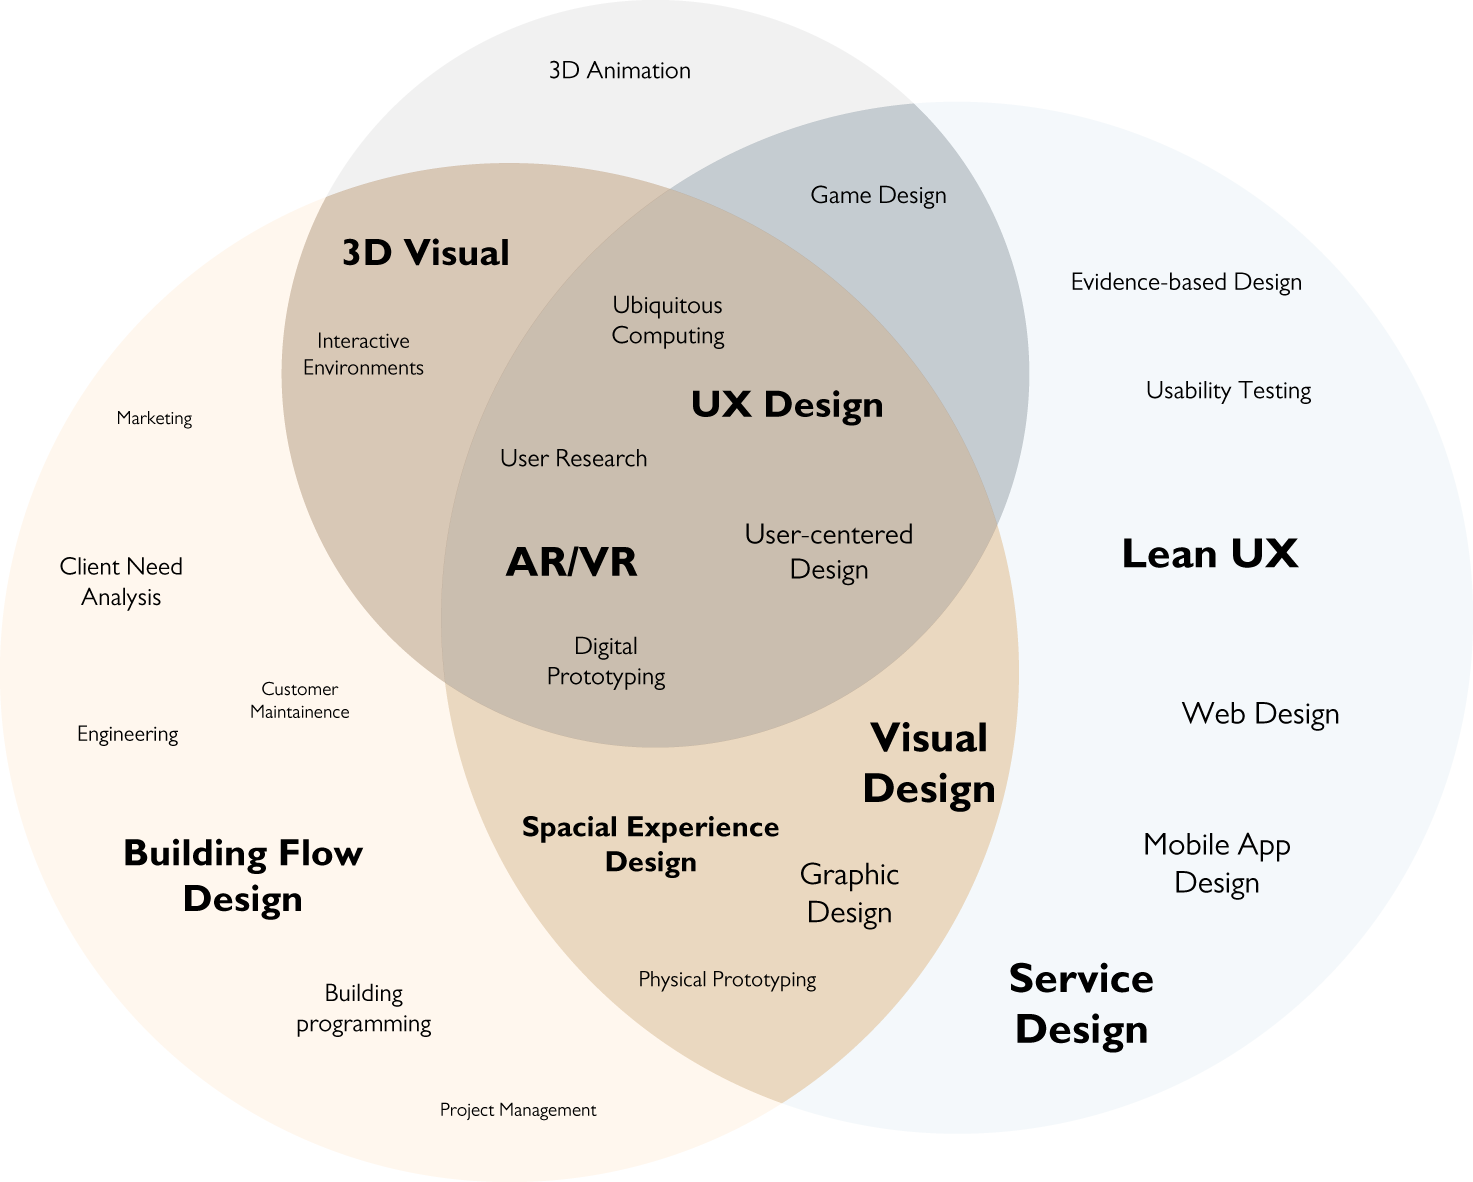 3D Animation
Game Design
3D Visual
Evidence-based Design
Ubiquitous
Computing
Interactive
Environments
Usability Testing
UX Design
Marketing
User Research
User-centered
Design
Lean UX
AR/VR
Client Need
Analysis
Digital
Prototyping
Customer
Maintainence
Web Design
Engineering
Visual
Design
Spacial Experience
Design
Building Flow
Design
Mobile App
Design
Graphic
Design
Physical Prototyping
Service
Design
Building
programming
Project Management